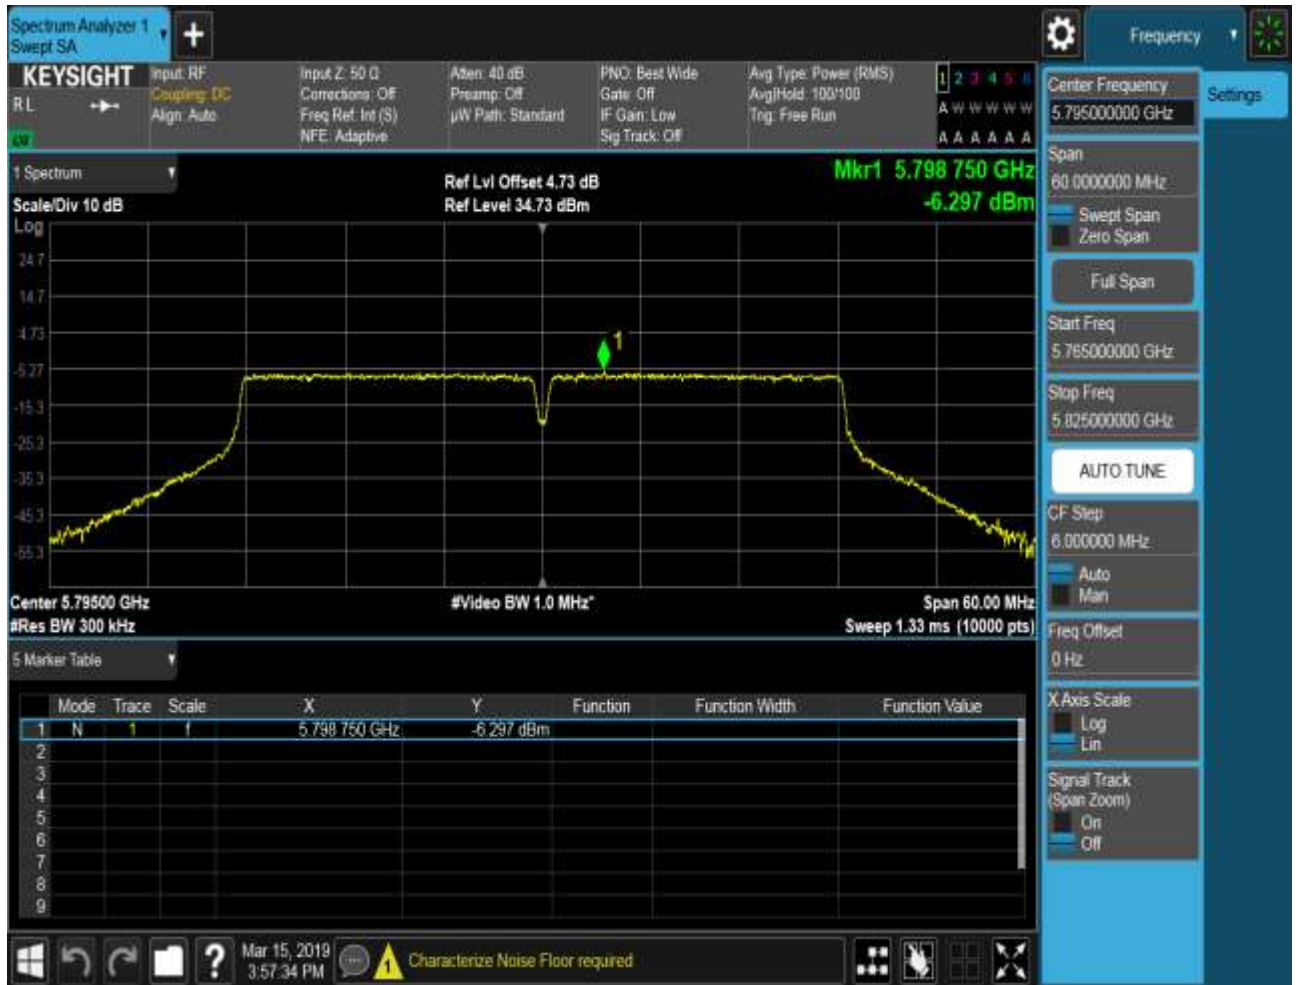 Spectrum Analyzer 1
Swept SA
Frequency
KEYSIGHT
RL
Input: RF
Coupling: DC
Align: Auto
Input Z: 50 Ω
Corrections: Off
Freq Ref: Int (S)
NFE: Adaptive
Atten: 40 dB
Preamp: Off
µW Path: Standard
PNO: Best Wide
Gate: Off
IF Gain: Low
Sig Track: Off
Avg Type: Power (RMS)
Avg|Hold: 100/100
Trig: Free Run
1 2 3 4 5 6
A W W W W W
A A A A A A
1 Spectrum
Scale/Div 10 dB
Ref Lvl Offset 4.73 dB
Ref Level 34.73 dBm
Mkr1 5.798 750 GHz
-6.297 dBm
Log
24.7
14.7
4.73
-5.27
-15.3
-25.3
-35.3
-45.3
-55.3
1
Center 5.79500 GHz
#Res BW 300 kHz
#Video BW 1.0 MHz*
Span 60.00 MHz
Sweep 1.33 ms (10000 pts)
5 Marker Table
Mode Trace Scale X Y Function Function Width Function Value
1 N 1 f 5.798 750 GHz -6.297 dBm
2
3
4
5
6
7
8
9
Center Frequency
5.795000000 GHz
Settings
Span
60.0000000 MHz
Swept Span
Zero Span
Full Span
Start Freq
5.765000000 GHz
Stop Freq
5.825000000 GHz
AUTO TUNE
CF Step
6.000000 MHz
Auto
Man
Freq Offset
0 Hz
X Axis Scale
Log
Lin
Signal Track
(Span Zoom)
On
Off
?
Mar 15, 2019
3:57:34 PM
1
Characterize Noise Floor required